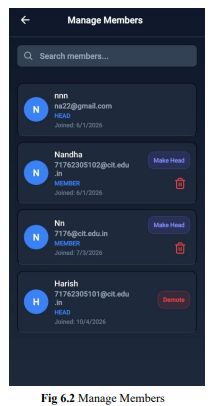 Manage Members
Search members...
N
nnn
na22@gmail.com
HEAD
Joined: 6/1/2026
N
Nandha
71762305102@cit.edu
.in
MEMBER
Joined: 6/1/2026
Make Head
N
Nn
7176@cit.edu.in
MEMBER
Joined: 7/3/2026
Make Head
H
Harish
71762305101@cit.edu
.in
HEAD
Joined: 10/4/2026
Demote
Fig 6.2 Manage Members